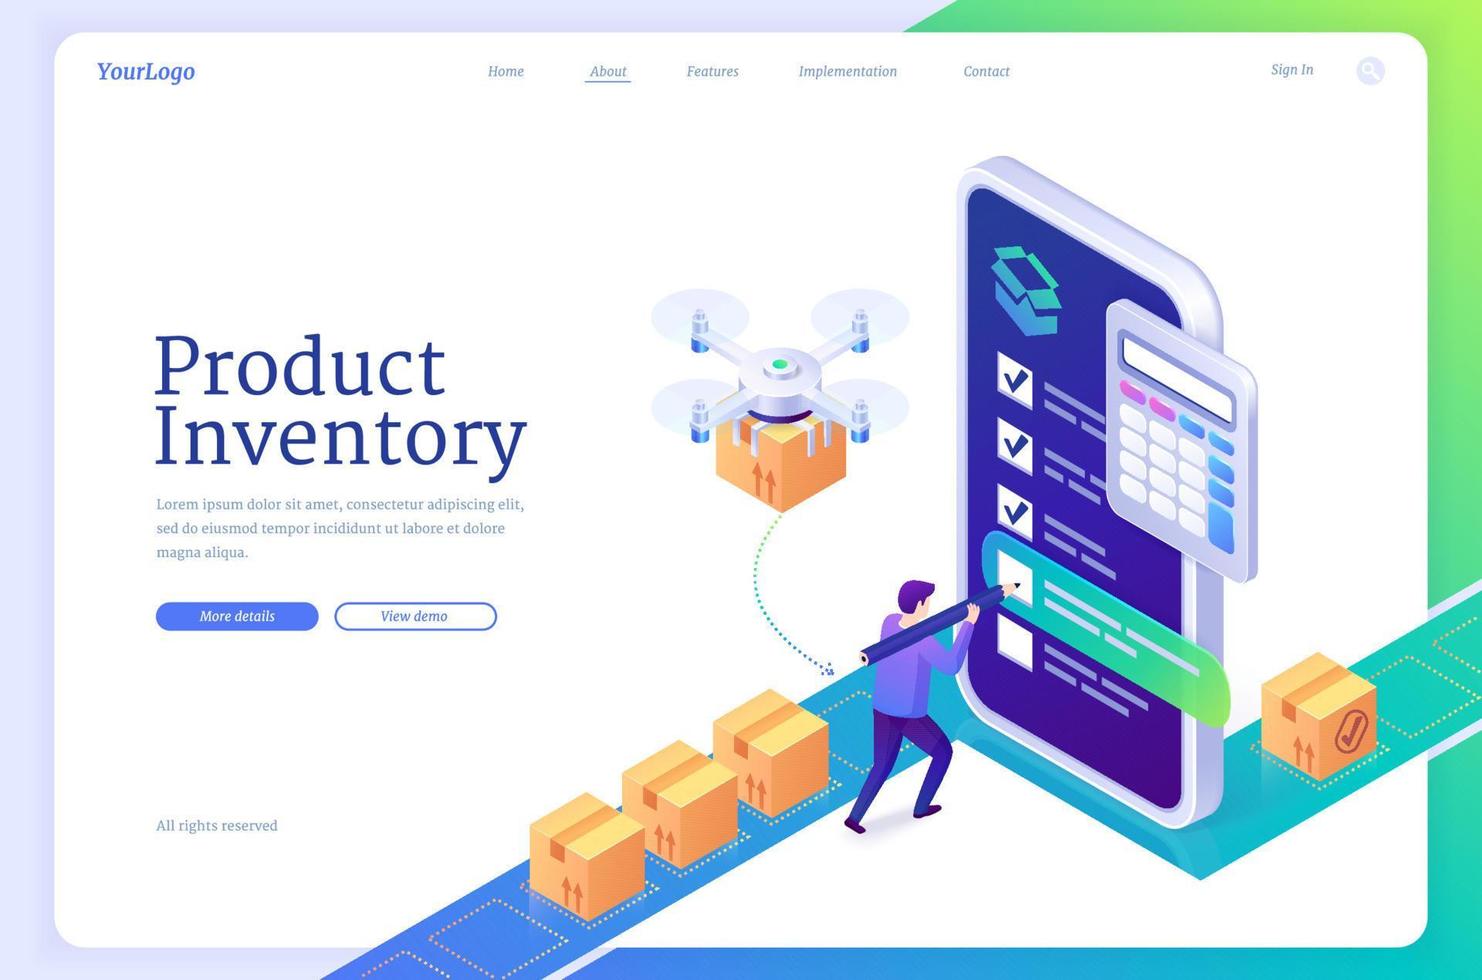 YourLogo
Home
About
Features
Implementation
Contact
Sign In
Product
Inventory
Lorem ipsum dolor sit amet, consectetur adipiscing elit,
sed do eiusmod tempor incididunt ut labore et dolore
magna aliqua.
More details
View demo
All rights reserved